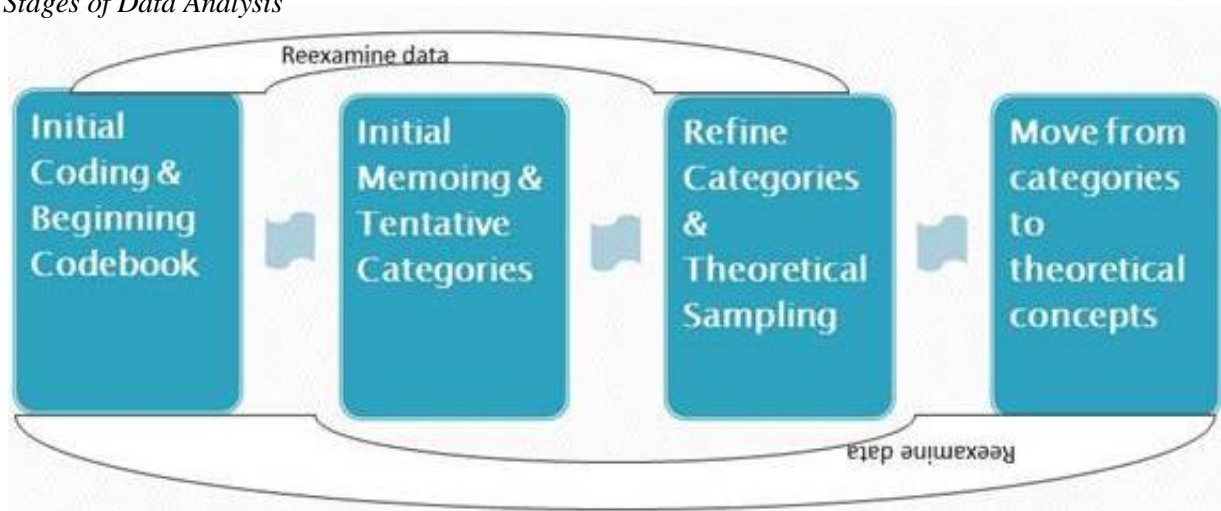 Stages of Data Analysis
Reexamine data
Initial
Coding &
Beginning
Codebook
Initial
Memoing &
Tentative
Categories
Refine
Categories
&
Theoretical
Sampling
Move from
categories
to
theoretical
concepts
Reexamine data